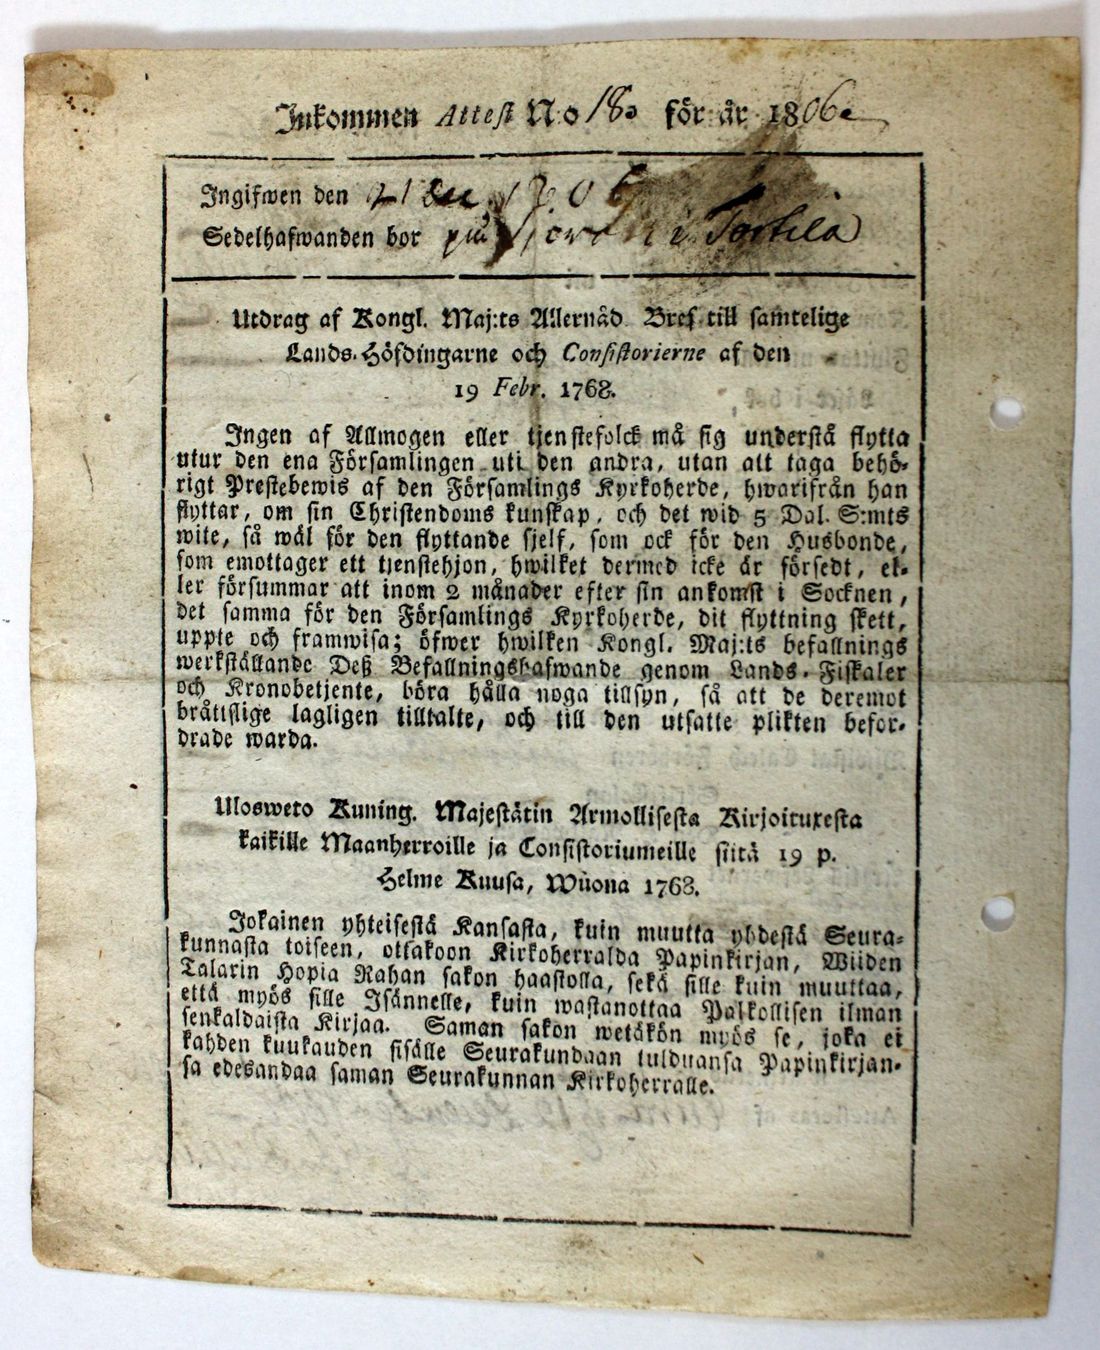 Inkommen Attest No 18. för år 1806.
Ingifwen den 21 1806
Sedelhafwanden bor på i Torkila
Utdrag af Kongl. Maj:ts Allernåd. Bref till samtelige
Lands-Höfdingarne och Consistorierne af den
19 Febr. 1768.
Ingen af Allmogen eller tjenstefolck må sig understå flytta
utur den ena Församlingen uti den andra, utan att taga behö-
rigt Prestebewis af den Församlings Kyrkoherde, hwarifrån han
flyttar, om sin Christendoms kunskap, och det wid 5 Dal. S:mts
wite, så wäl för den flyttande sjelf, som ock för den Husbonde,
som emottager ett tjenstehjon, hwilket dermed icke är försedt, el-
ler försummar att inom 2 månader efter sin ankomst i Socknen,
det samma för den Församlings Kyrkoherde, dit flyttning skett,
uppte och framwisa; öfwer hwilken Kongl. Maj:ts befallnings
werkställande Deß Befallningshafwande genom Lands-Fiskaler
och Kronobetjente, böra hålla noga tillsyn, så att de deremot
bråttslige lagligen tilltalte, och till den utsatte plikten befor-
drade warda.
Ulosweto Kuning. Majestätin Armollisesta Kirjoituxesta
kaikille Maanherroille ja Consistoriumeille siitä 19 p.
Helme Kuusa, Wuona 1768.
Jokainen yhteisestä Kansasta, kuin muutta yhdestä Seura-
kunnasta toiseen, ottakoon Kirkoherralda Papinkirjan, Wiiden
Talarin Hopia Rahan sakon haastolla, sekä sille kuin muuttaa,
että myös sille Isännelle, kuin wastanottaa Palkollisen ilman
senkaldaista Kirjaa. Saman sakon wetäkön myös se, joka ei
kahden kuukauden sisälle Seurakundaan tulduansa Papinkirjan-
sa edesandaa saman Seurakunnan Kirkoherralle.